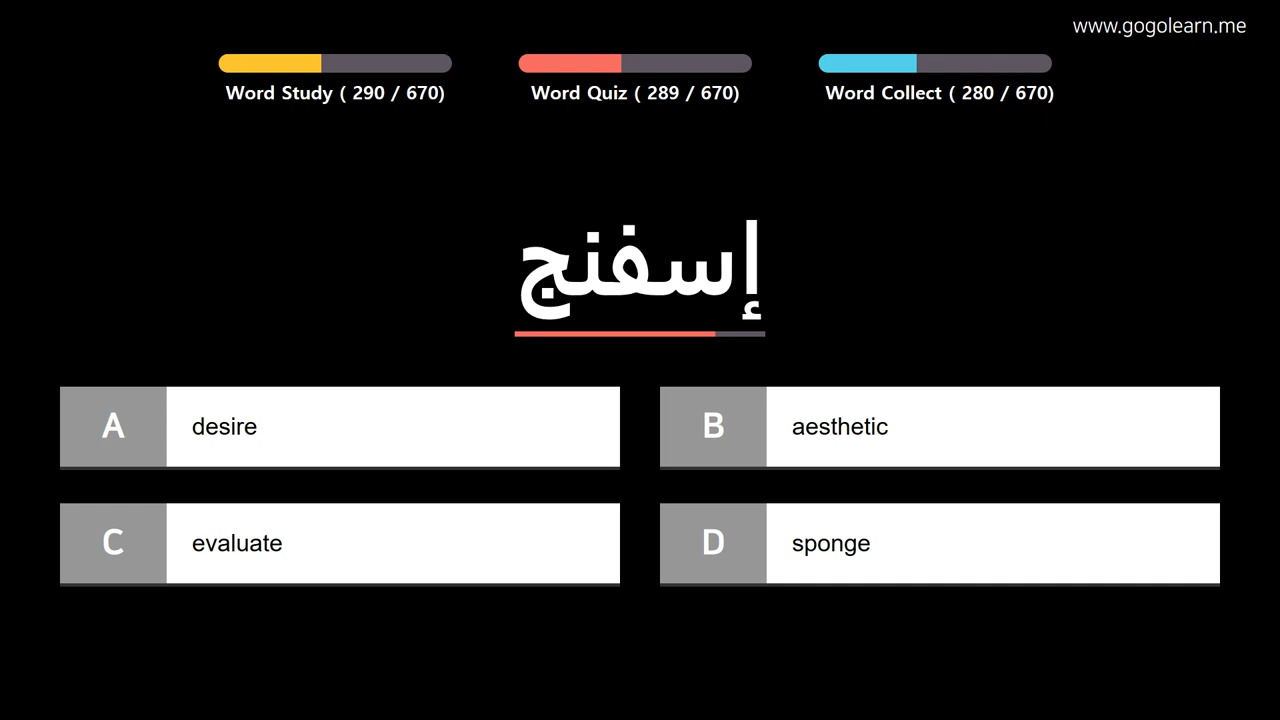 www.gogolearn.me
Word Study ( 290 / 670)
Word Quiz ( 289 / 670)
Word Collect ( 280 / 670)
إسفنج
A desire
B aesthetic
C evaluate
D sponge